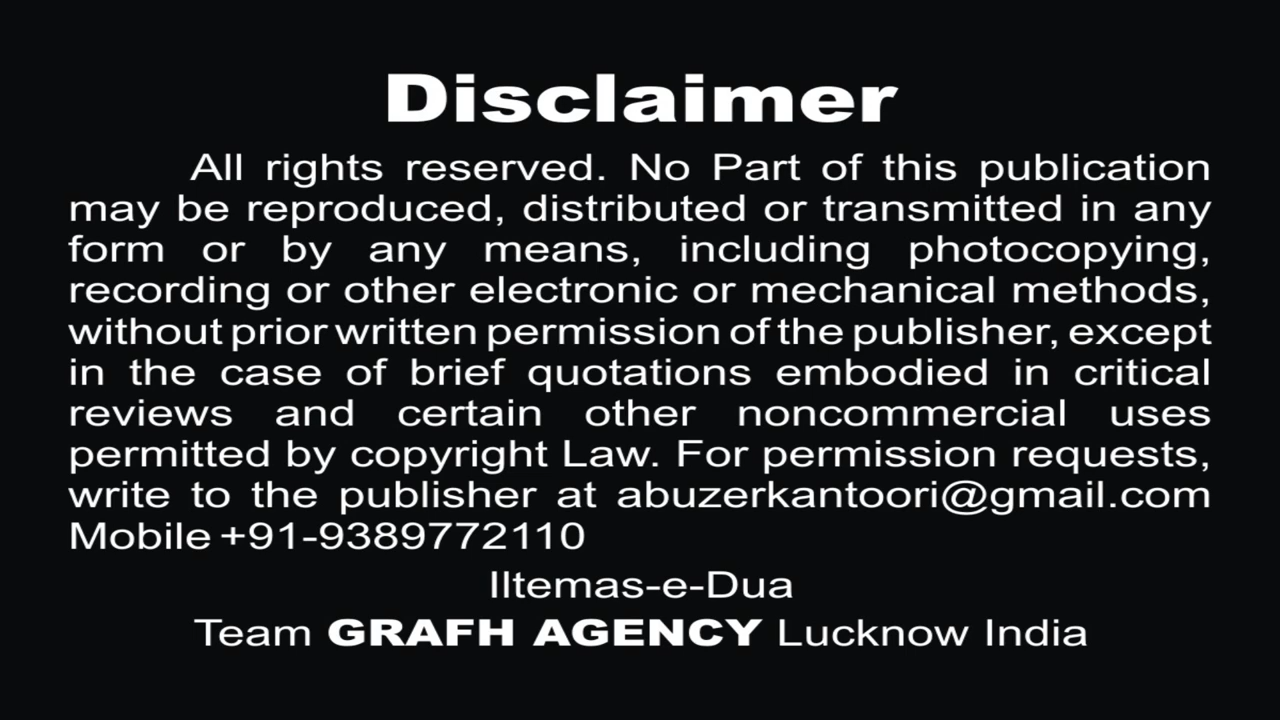 Disclaimer
All rights reserved. No Part of this publication
may be reproduced, distributed or transmitted in any
form or by any means, including photocopying,
recording or other electronic or mechanical methods,
without prior written permission of the publisher, except
in the case of brief quotations embodied in critical
reviews and certain other noncommercial uses
permitted by copyright Law. For permission requests,
write to the publisher at abuzerkantoori@gmail.com
Mobile +91-9389772110
Iltemas-e-Dua
Team GRAFH AGENCY Lucknow India